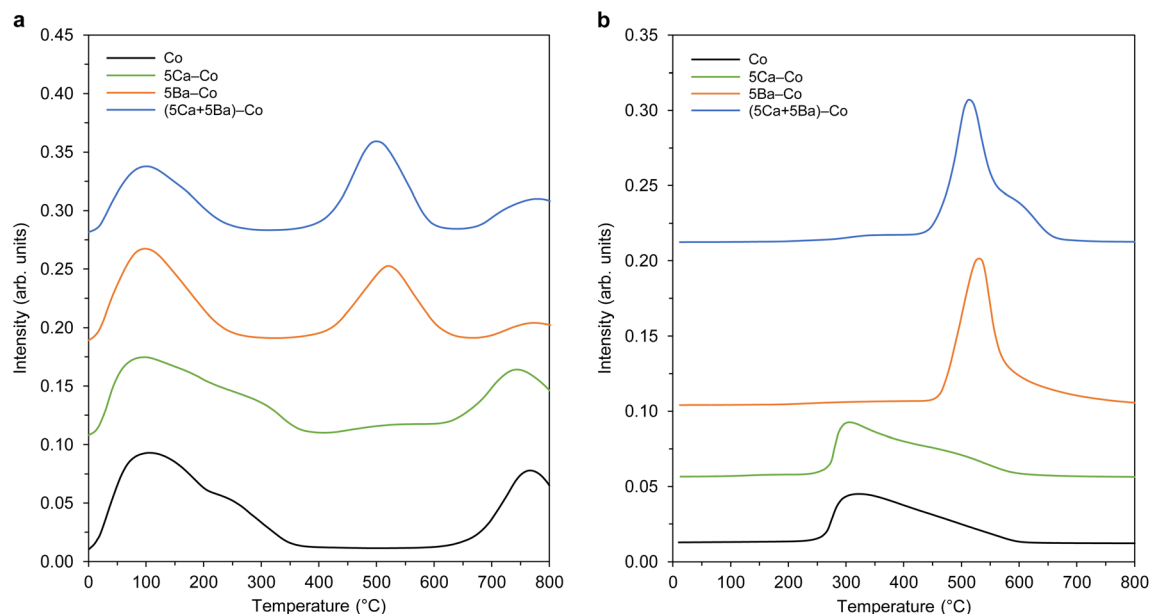 a
0.45
0.40
0.35
0.30
0.25
0.20
0.15
0.10
0.05
0.00
Intensity (arb. units)
Co
5Ca–Co
5Ba–Co
(5Ca+5Ba)–Co
0 100 200 300 400 500 600 700 800
Temperature (°C)
b
0.35
0.30
0.25
0.20
0.15
0.10
0.05
0.00
Intensity (arb. units)
Co
5Ca–Co
5Ba–Co
(5Ca+5Ba)–Co
0 100 200 300 400 500 600 700 800
Temperature (°C)